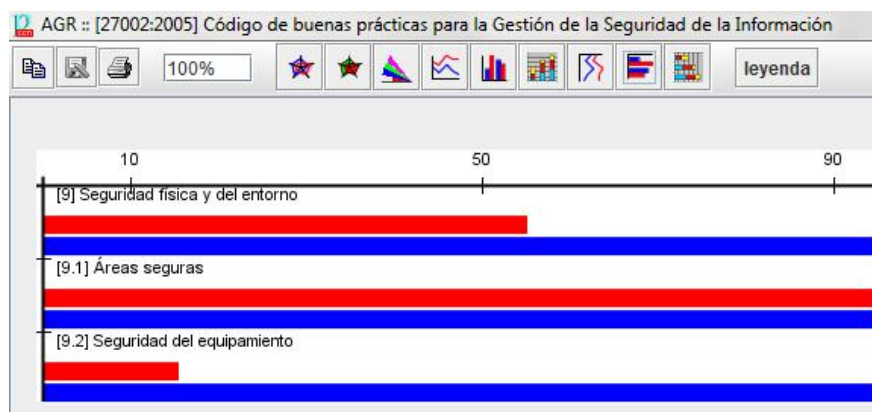 AGR :: [27002:2005] Código de buenas prácticas para la Gestión de la Seguridad de la Información
100% leyenda
10 50 90
[9] Seguridad física y del entorno
[9.1] Áreas seguras
[9.2] Seguridad del equipamiento